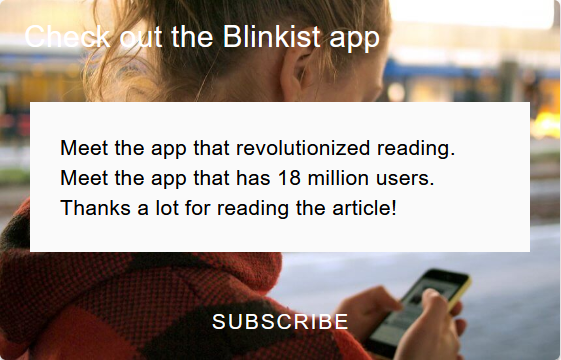 Check out the Blinkist app
Meet the app that revolutionized reading.
Meet the app that has 18 million users.
Thanks a lot for reading the article!
SUBSCRIBE